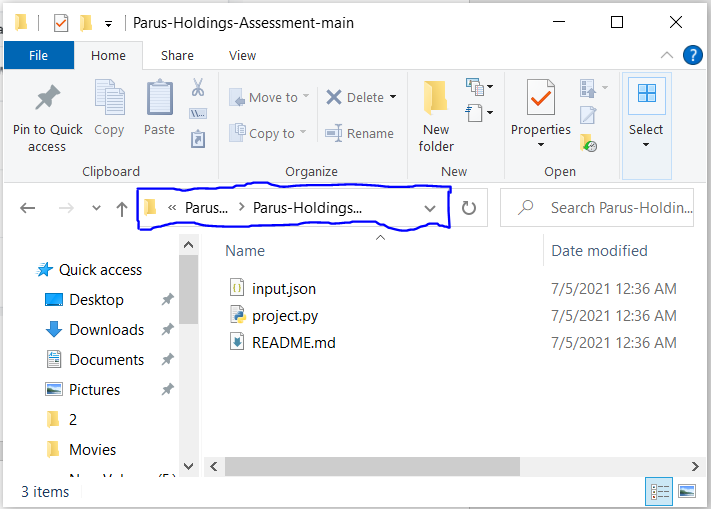 Parus-Holdings-Assessment-main
File Home Share View
Pin to Quick access
Copy
Paste
Clipboard
Move to
Copy to
Delete
Rename
Organize
New folder
New
Properties
Open
Select
« Parus... > Parus-Holdings...
Search Parus-Holdin...
Quick access
Desktop
Downloads
Documents
Pictures
2
Movies
Name Date modified
input.json 7/5/2021 12:36 AM
project.py 7/5/2021 12:36 AM
README.md 7/5/2021 12:36 AM
3 items